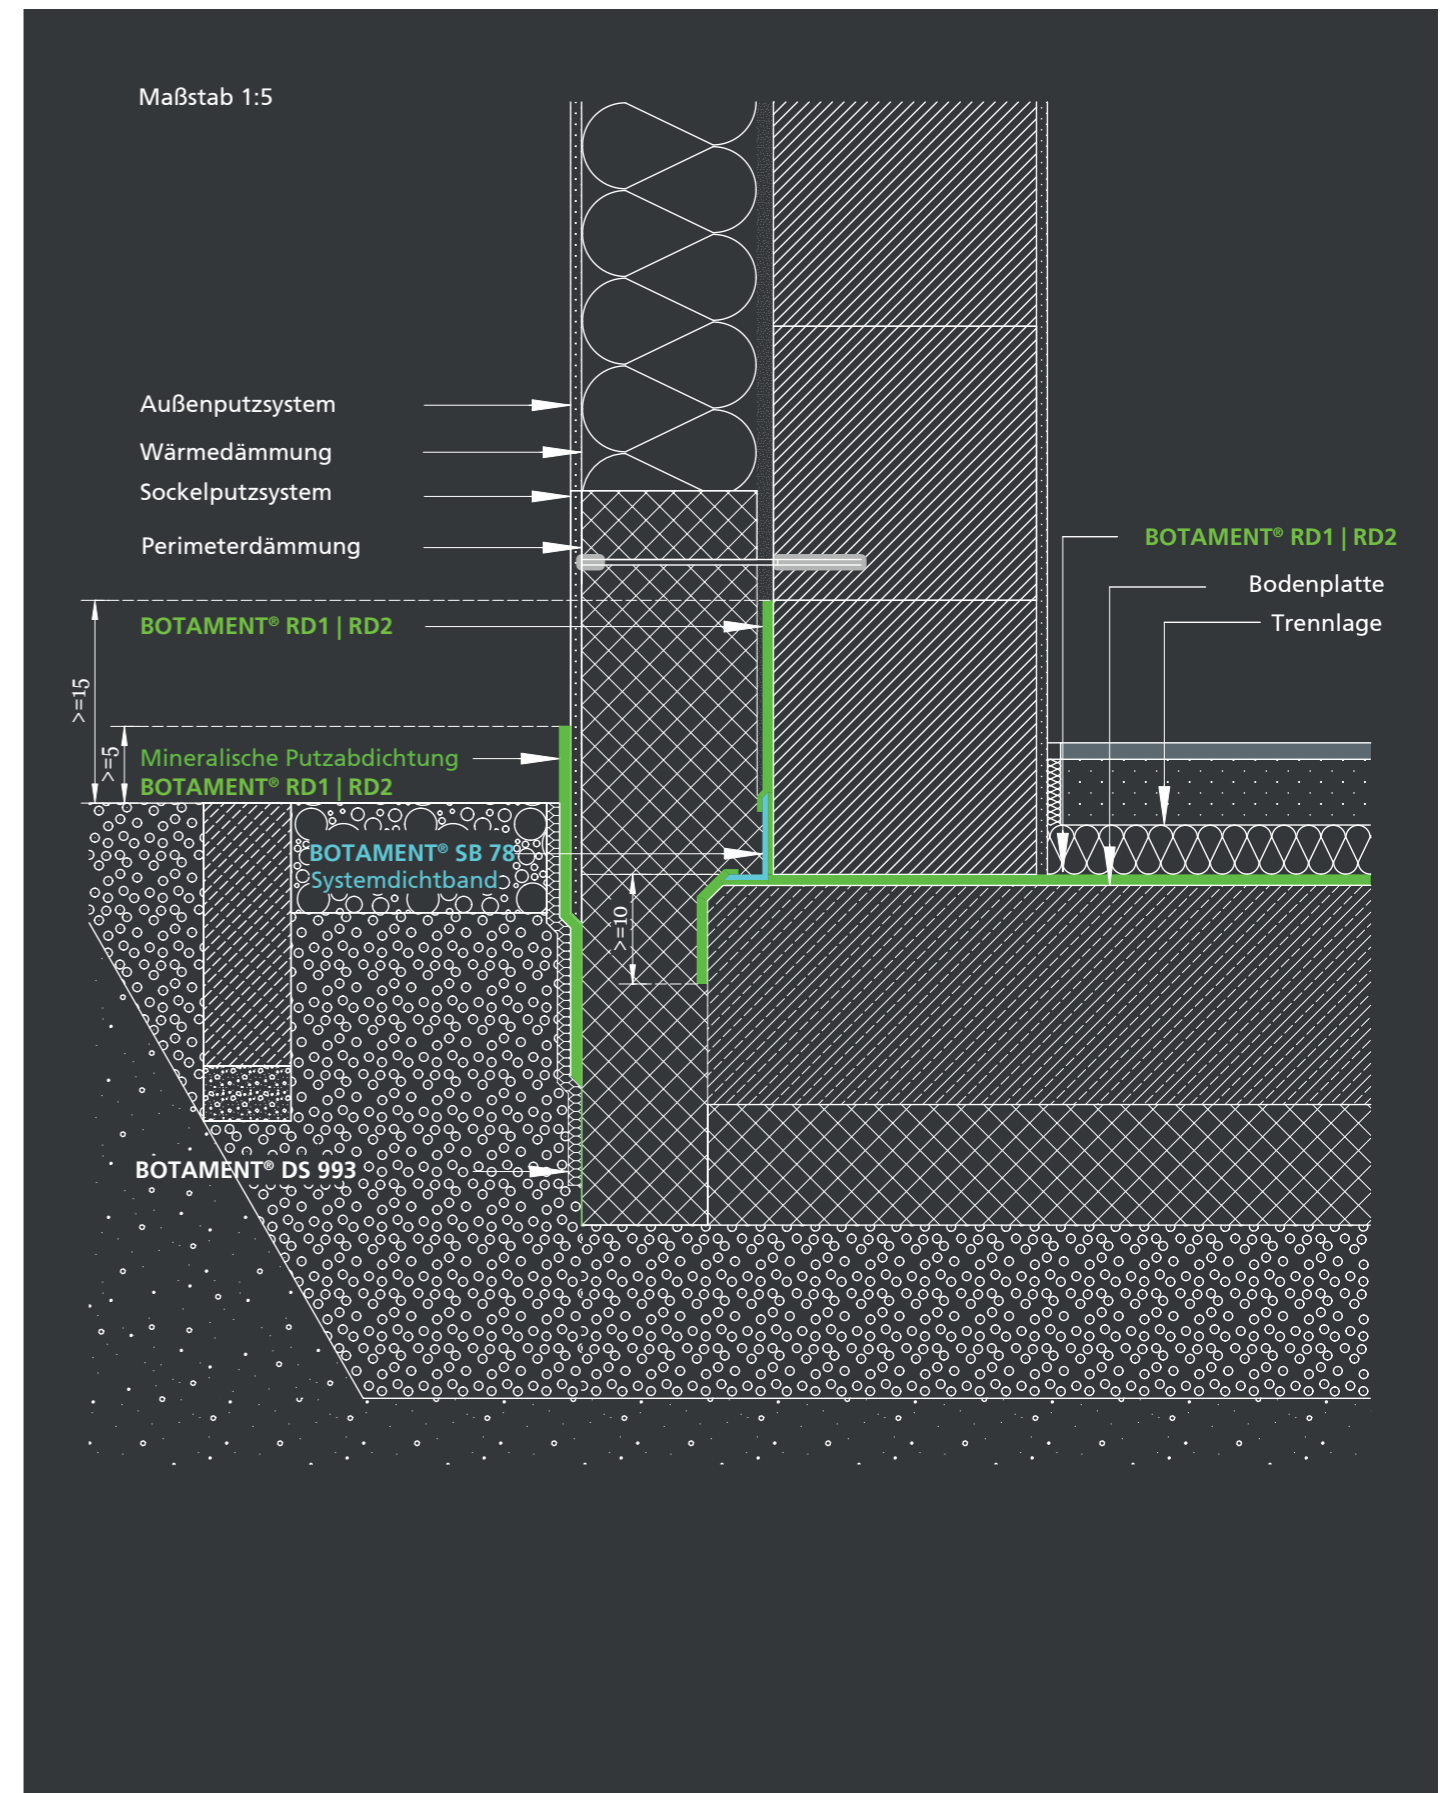 Maßstab 1:5
Außenputzsystem
Wärmedämmung
Sockelputzsystem
Perimeterdämmung
BOTAMENT® RD1 | RD2
Bodenplatte
Trennlage
BOTAMENT® RD1 | RD2
>=15
>=5
Mineralische Putzabdichtung
BOTAMENT® RD1 | RD2
BOTAMENT® SB 78
Systemdichtband
>=10
BOTAMENT® DS 993